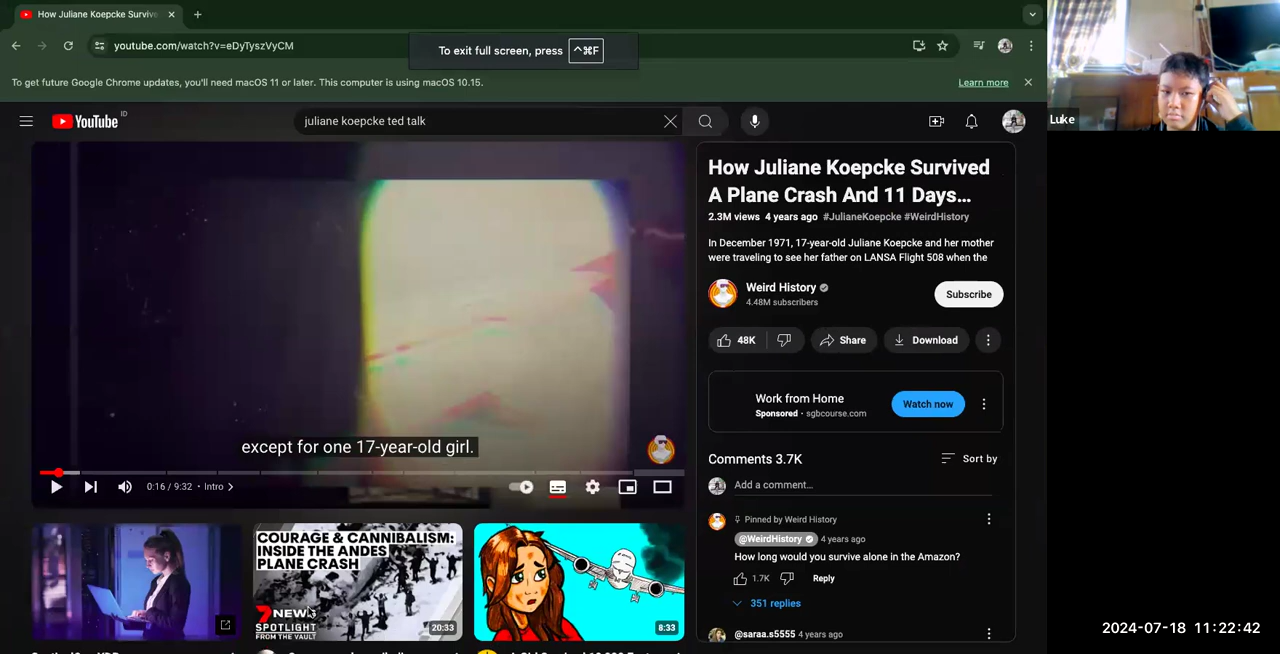 How Juliane Koepcke Survive
To exit full screen, press ^⌘F
youtube.com/watch?v=eDyTyszVyCM
To get future Google Chrome updates, you'll need macOS 11 or later. This computer is using macOS 10.15.
Learn more
Luke
YouTube ID
juliane koepcke ted talk
How Juliane Koepcke Survived
A Plane Crash And 11 Days...
2.3M views 4 years ago #JulianeKoepcke #WeirdHistory
In December 1971, 17-year-old Juliane Koepcke and her mother
were traveling to see her father on LANSA Flight 508 when the
Weird History
4.48M subscribers
Subscribe
48K
Share
Download
Work from Home
Sponsored · sgbcourse.com
Watch now
except for one 17-year-old girl.
0:16 / 9:32 • Intro
Comments 3.7K
Sort by
Add a comment...
Pinned by Weird History
@WeirdHistory 4 years ago
How long would you survive alone in the Amazon?
1.7K
Reply
351 replies
@saraa.s5555 4 years ago
COURAGE & CANNIBALISM:
INSIDE THE ANDES
PLANE CRASH
7NEWS
SPOTLIGHT
FROM THE VAULT
20:33
8:33
2024-07-18 11:22:42